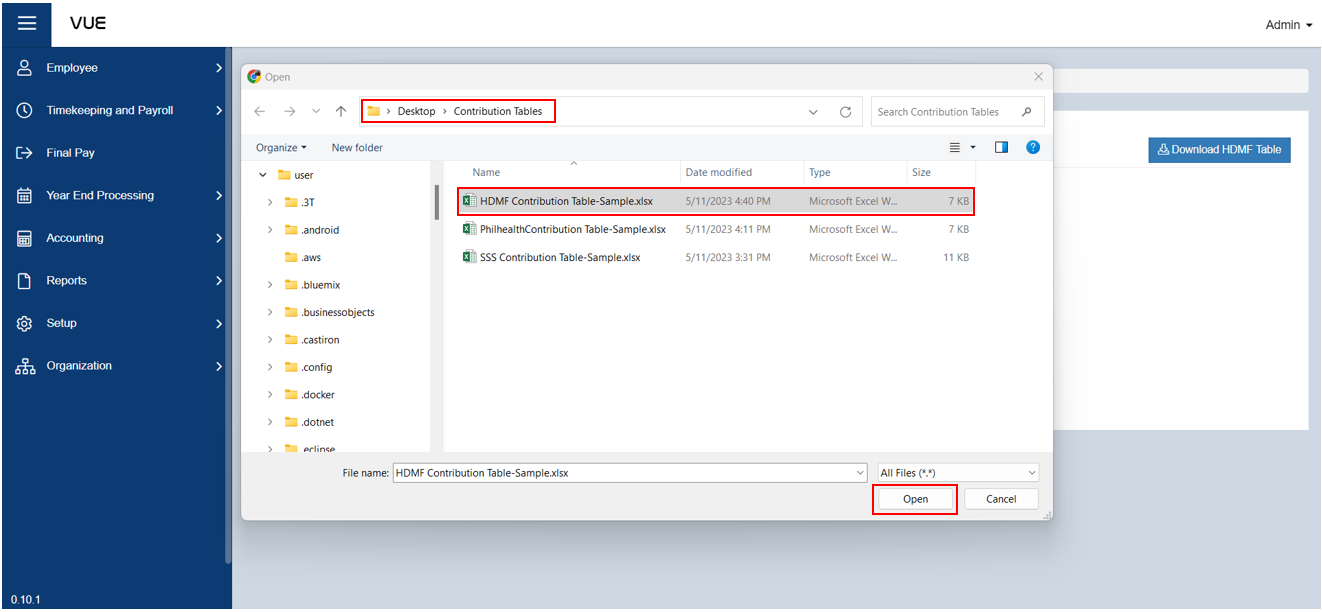 VUE
Admin
Employee
Timekeeping and Payroll
Final Pay
Year End Processing
Accounting
Reports
Setup
Organization
0.10.1
Open
Desktop > Contribution Tables
Search Contribution Tables
Organize
New folder
?
Download HDMF Table
user
.3T
.android
.aws
.bluemix
.businessobjects
.castiron
.config
.docker
.dotnet
.eclipse
Name Date modified Type Size
HDMF Contribution Table-Sample.xlsx 5/11/2023 4:40 PM Microsoft Excel W... 7 KB
PhilhealthContribution Table-Sample.xlsx 5/11/2023 4:11 PM Microsoft Excel W... 7 KB
SSS Contribution Table-Sample.xlsx 5/11/2023 3:31 PM Microsoft Excel W... 11 KB
File name: HDMF Contribution Table-Sample.xlsx All Files (*.*)
Open Cancel